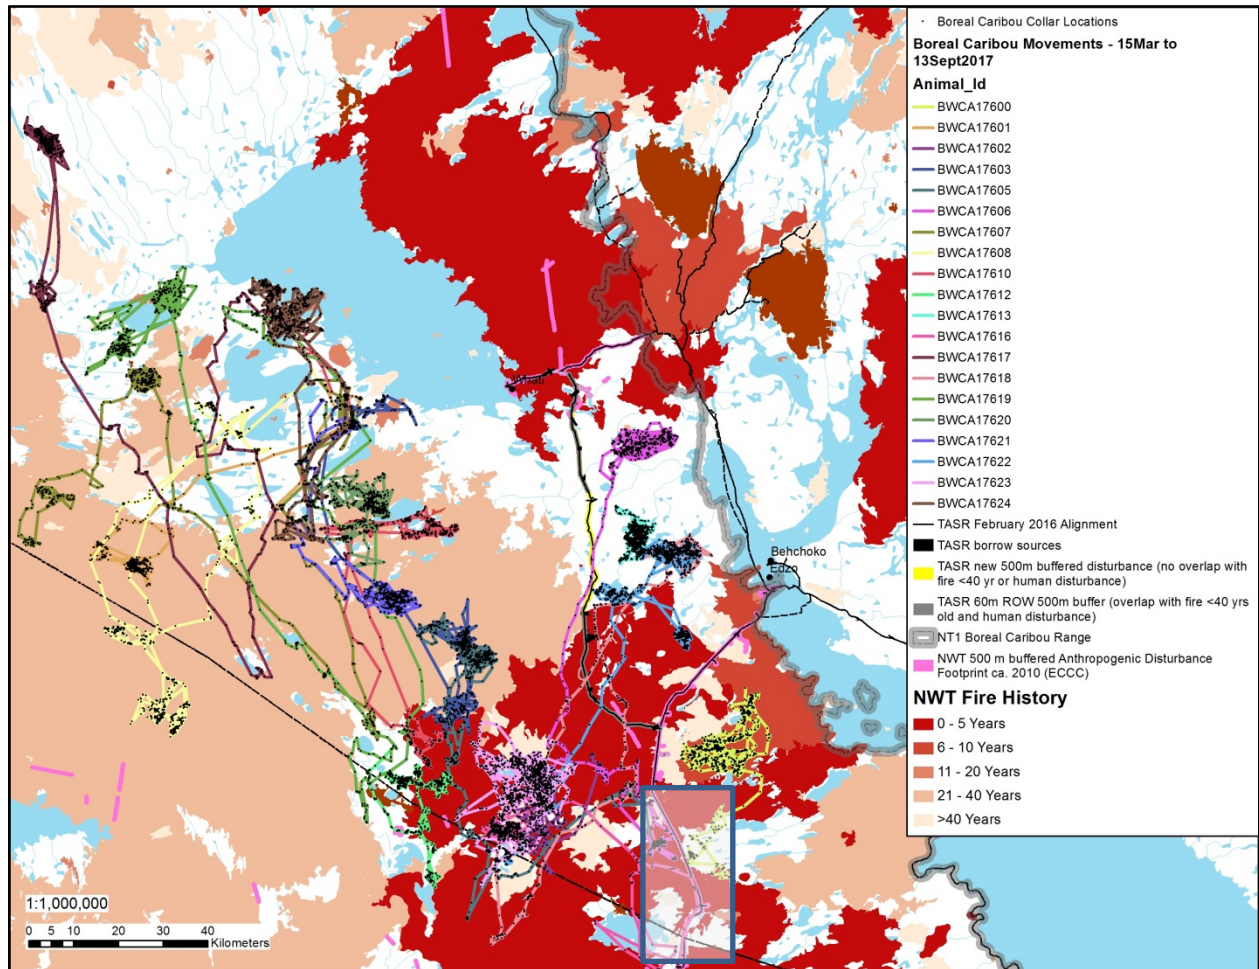 Boreal Caribou Collar Locations
Boreal Caribou Movements - 15Mar to
13Sept2017
Animal_Id
BWCA17600
BWCA17601
BWCA17602
BWCA17603
BWCA17605
BWCA17606
BWCA17607
BWCA17608
BWCA17610
BWCA17612
BWCA17613
BWCA17616
BWCA17617
BWCA17618
BWCA17619
BWCA17620
BWCA17621
BWCA17622
BWCA17623
BWCA17624
TASR February 2016 Alignment
TASR borrow sources
TASR new 500m buffered disturbance (no overlap with
fire <40 yr or human disturbance)
TASR 60m ROW 500m buffer (overlap with fire <40 yrs
old and human disturbance)
NT1 Boreal Caribou Range
NWT 500 m buffered Anthropogenic Disturbance
Footprint ca. 2010 (ECCC)
NWT Fire History
0 - 5 Years
6 - 10 Years
11 - 20 Years
21 - 40 Years
>40 Years
Whati
Behchoko
Edzo
1:1,000,000
0 5 10 20 30 40
Kilometers